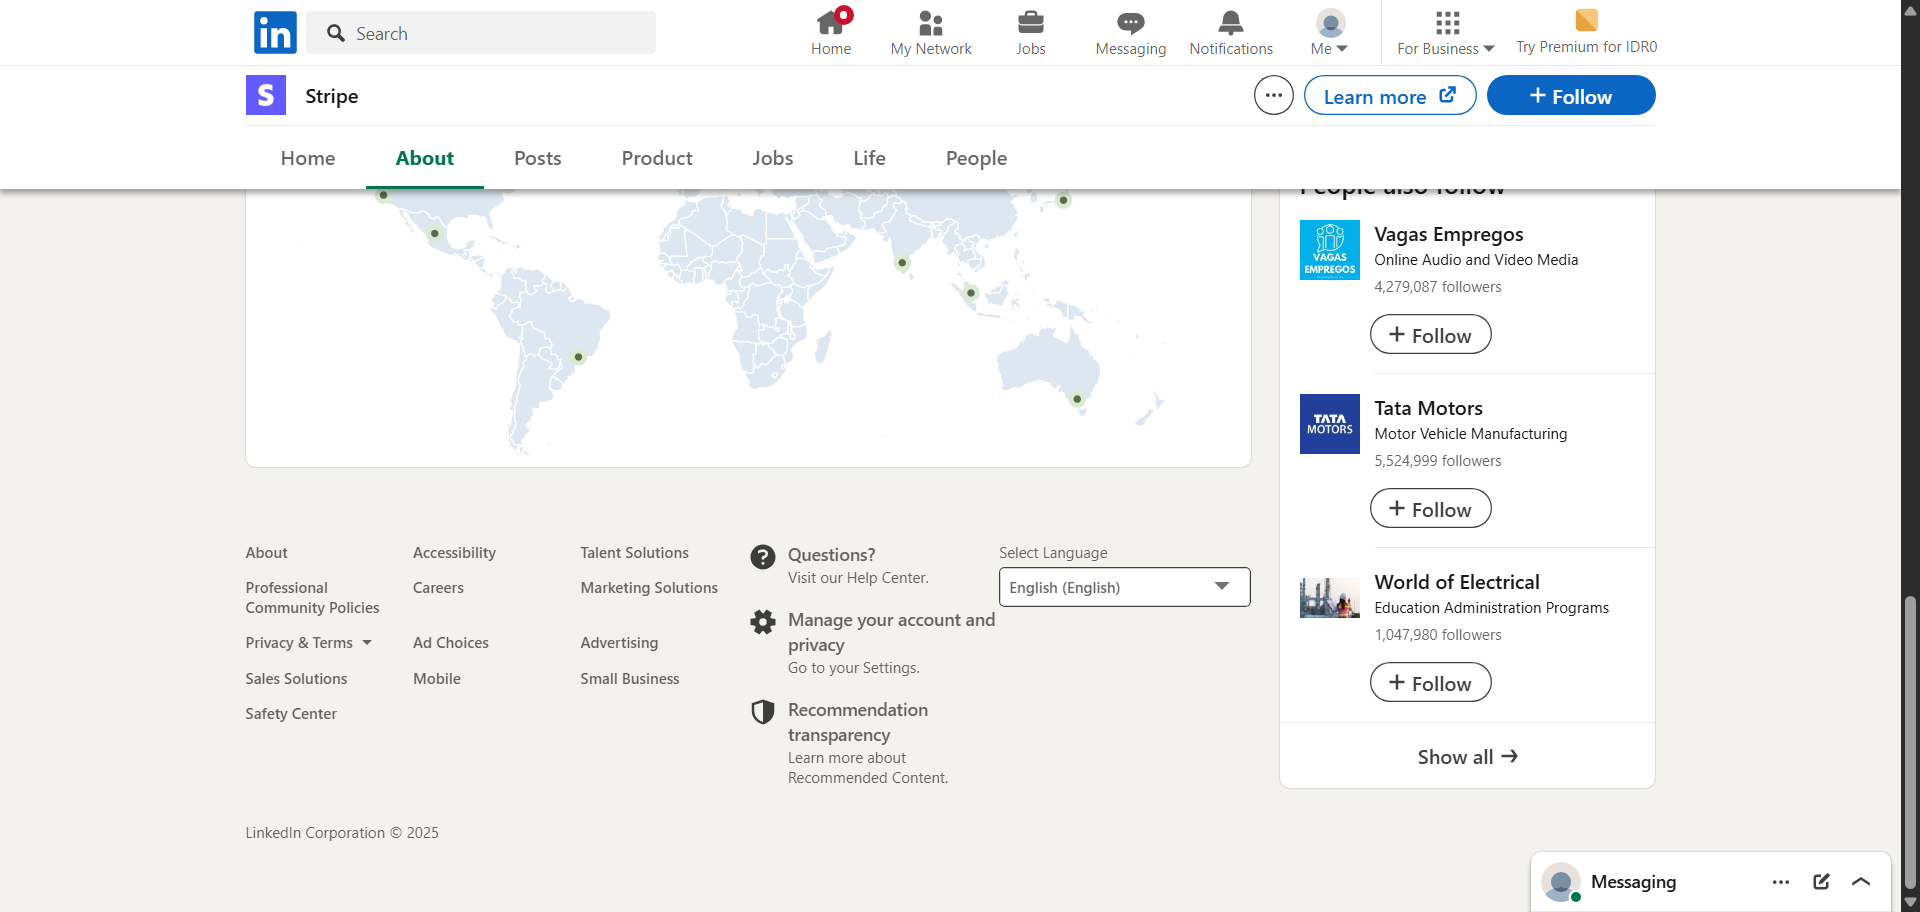 in
Search
Home
My Network
Jobs
Messaging
Notifications
Me
For Business
Try Premium for IDR0
S
Stripe
Learn more
+ Follow
Home
About
Posts
Product
Jobs
Life
People
People also follow
VAGAS
EMPREGOS
Vagas Empregos
Online Audio and Video Media
4,279,087 followers
+ Follow
TATA
MOTORS
Tata Motors
Motor Vehicle Manufacturing
5,524,999 followers
+ Follow
World of Electrical
Education Administration Programs
1,047,980 followers
+ Follow
Show all →
About
Accessibility
Talent Solutions
Professional
Community Policies
Careers
Marketing Solutions
Privacy & Terms
Ad Choices
Advertising
Sales Solutions
Mobile
Small Business
Safety Center
?
Questions?
Visit our Help Center.
Manage your account and
privacy
Go to your Settings.
Recommendation
transparency
Learn more about
Recommended Content.
Select Language
English (English)
LinkedIn Corporation © 2025
Messaging